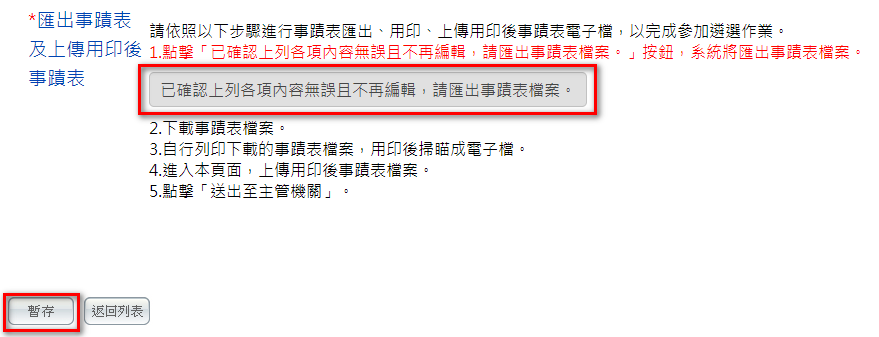 *匯出事蹟表
及上傳用印後
事蹟表
請依照以下步驟進行事蹟表匯出、用印、上傳用印後事蹟表電子檔，以完成參加遴選作業。
1.點擊「已確認上列各項內容無誤且不再編輯，請匯出事蹟表檔案。」按鈕，系統將匯出事蹟表檔案。
已確認上列各項內容無誤且不再編輯，請匯出事蹟表檔案。
2.下載事蹟表檔案。
3.自行列印下載的事蹟表檔案，用印後掃瞄成電子檔。
4.進入本頁面，上傳用印後事蹟表檔案。
5.點擊「送出至主管機關」。
暫存
返回列表